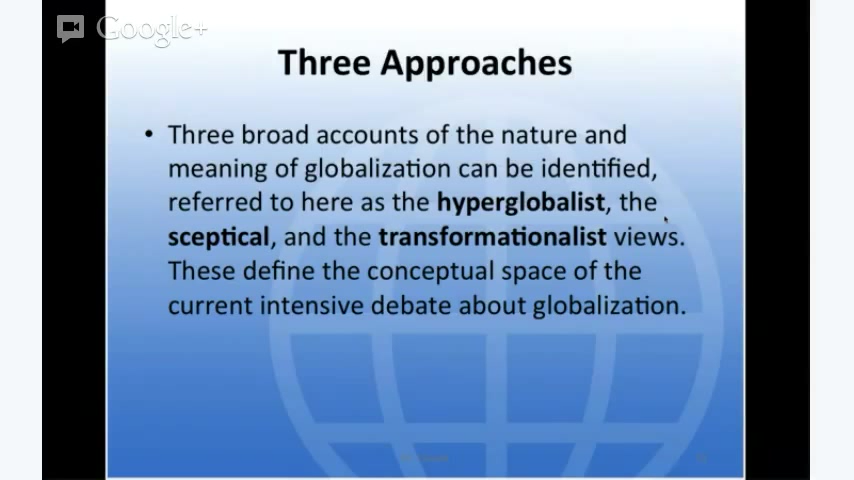 Google+
Three Approaches
• Three broad accounts of the nature and
meaning of globalization can be identified,
referred to here as the hyperglobalist, the
sceptical, and the transformationalist views.
These define the conceptual space of the
current intensive debate about globalization.